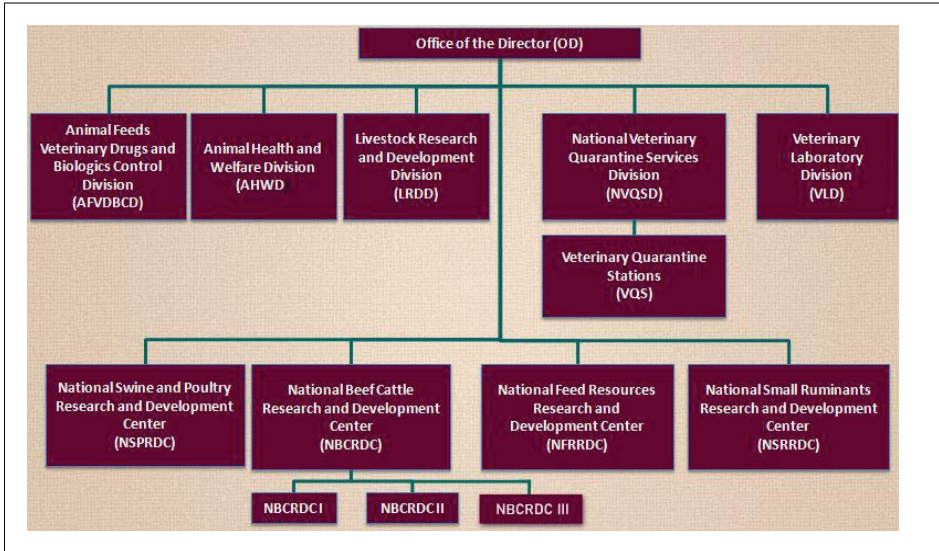 Office of the Director (OD)
Animal Feeds
Veterinary Drugs and
Biologics Control
Division
(AFVDBCD)
Animal Health and
Welfare Division
(AHWD
Livestock Research
and Development
Division
(LRDD)
National Veterinary
Quarantine Services
Division
(NVQSD)
Veterinary
Laboratory
Division
(VLD)
Veterinary Quarantine
Stations
(VQS)
National Swine and Poultry
Research and Development
Center
(NSPRDC)
National Beef Cattle
Research and Development
Center
(NBCRDC)
National Feed Resources
Research and
Development Center
(NFRRDC)
National Small Ruminants
Research and Development
Center
(NSRRDC)
NBCRDC I
NBCRDC II
NBCRDC III